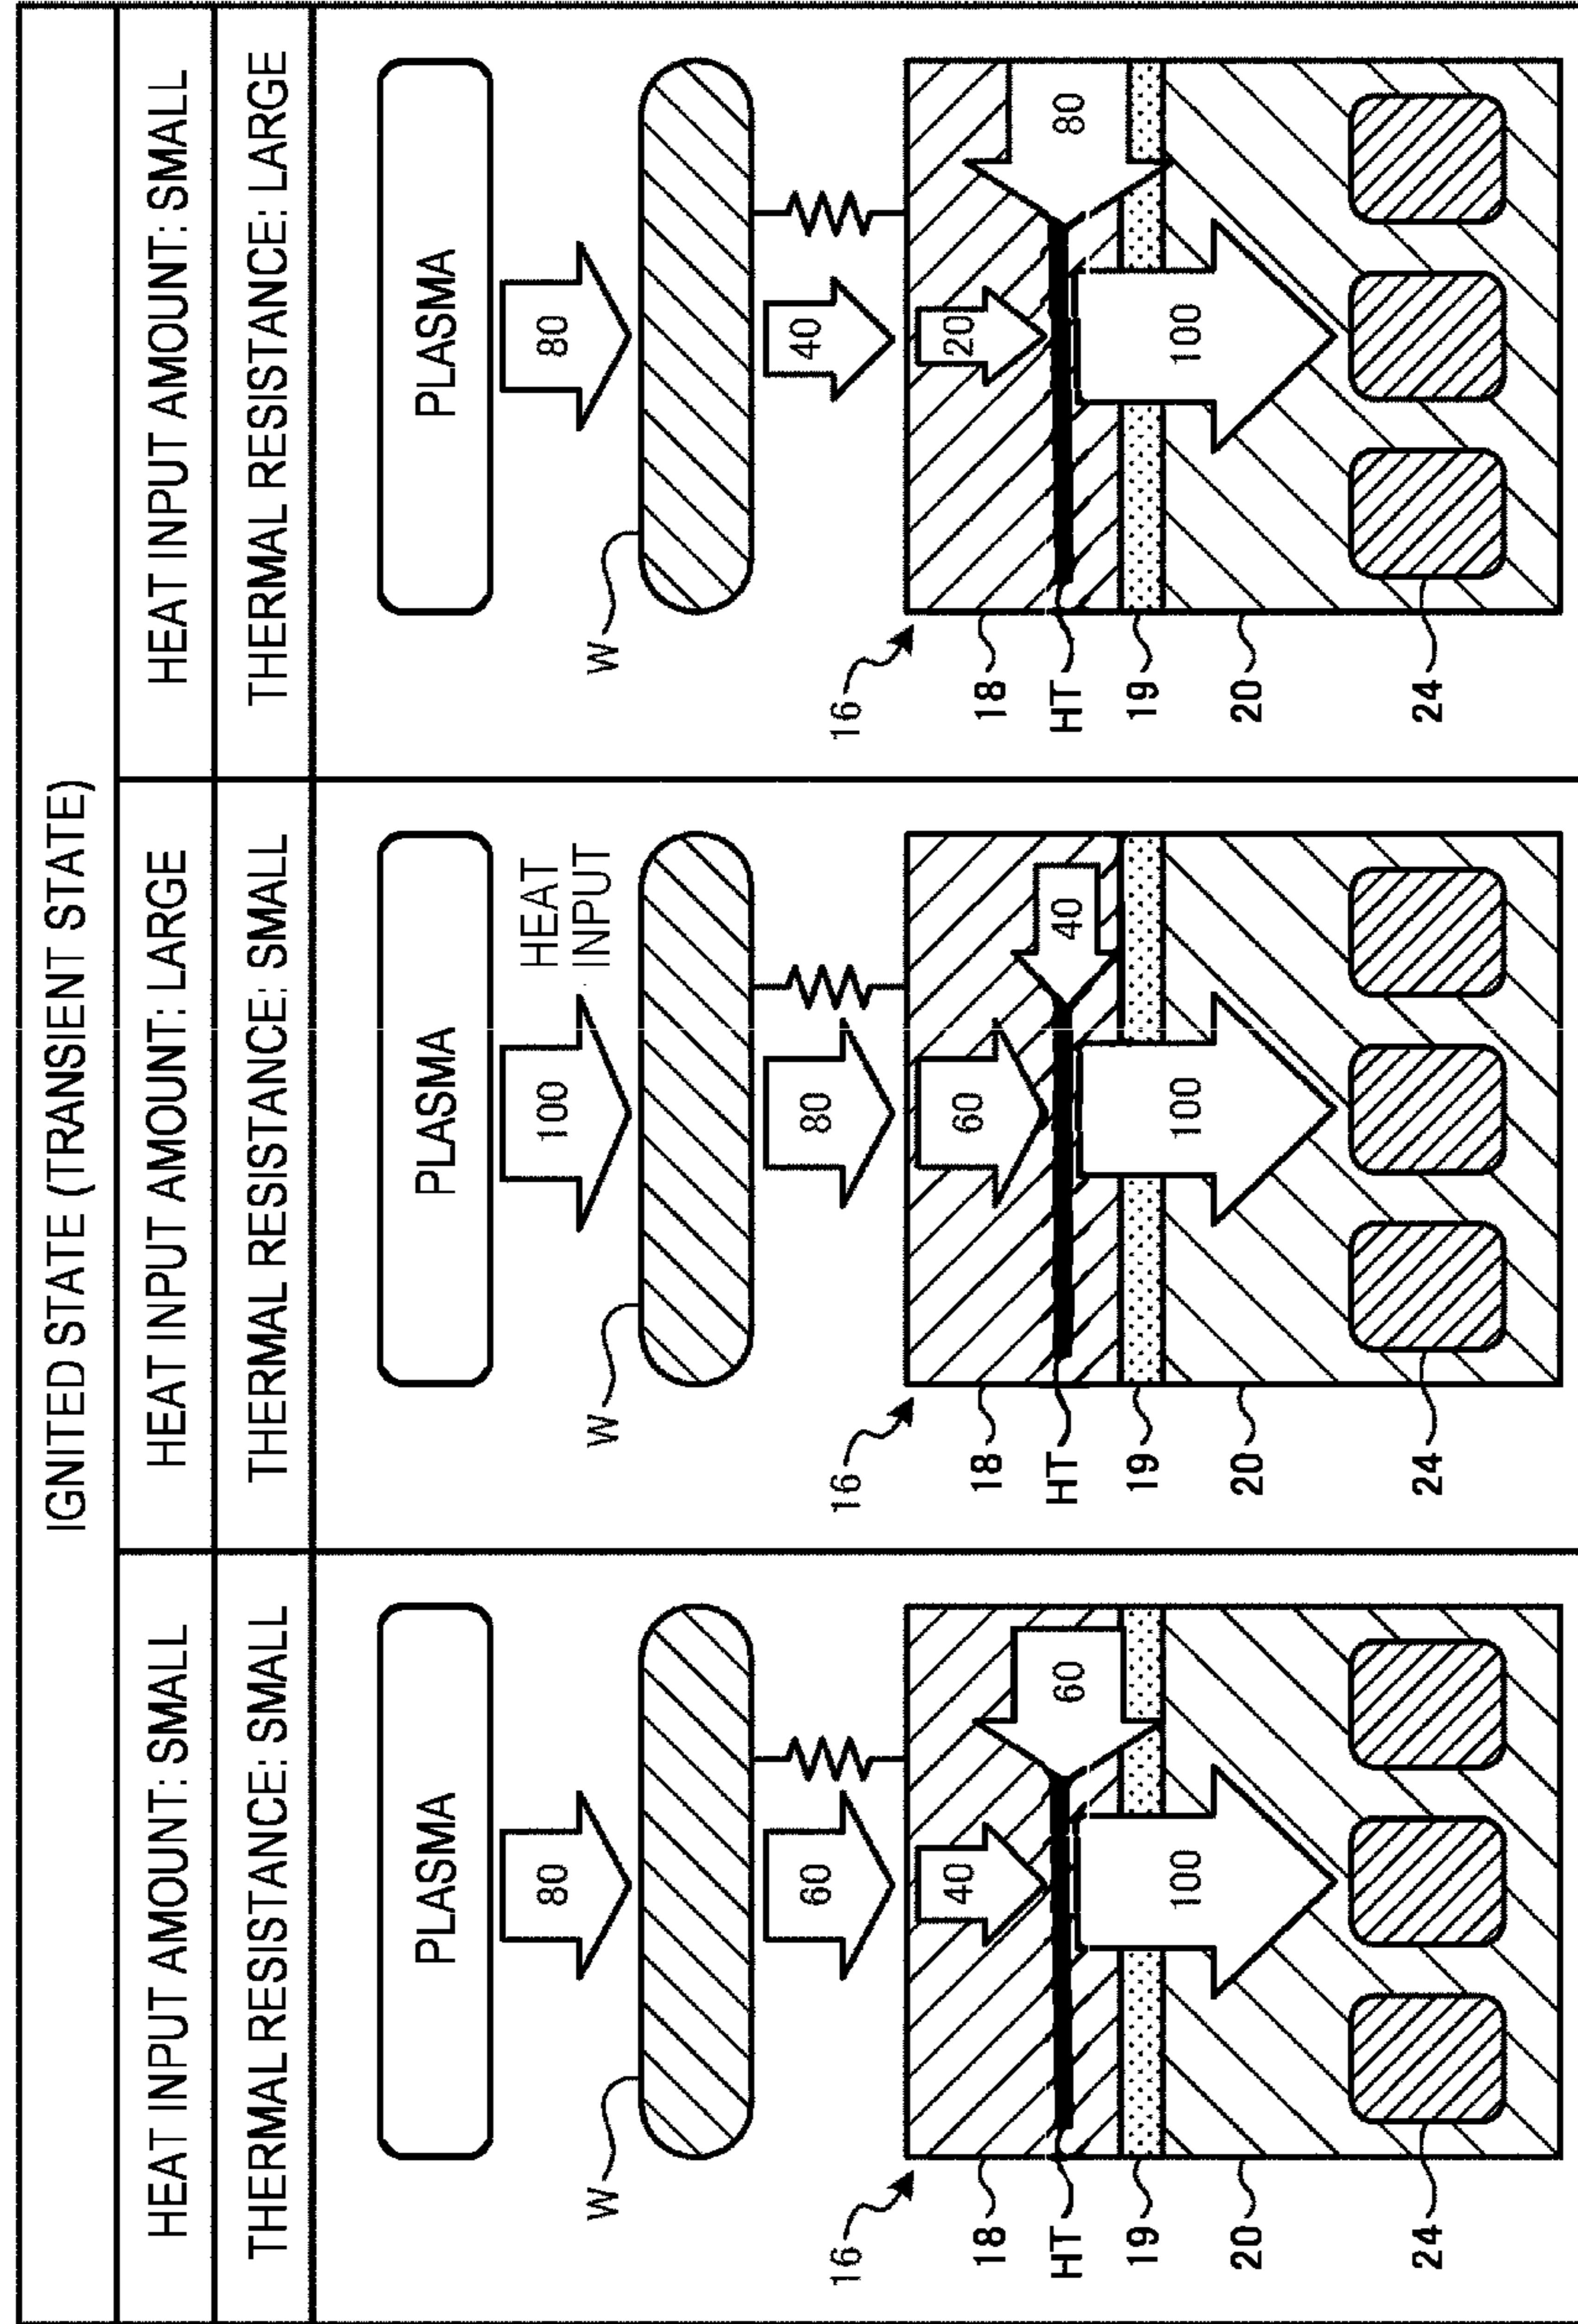 IGNITED STATE (TRANSIENT STATE)
HEAT INPUT AMOUNT: SMALL
THERMAL RESISTANCE: SMALL
PLASMA
80
W
60
16
40
18
60
HT
19
100
20
24
HEAT INPUT AMOUNT: LARGE
THERMAL RESISTANCE: SMALL
PLASMA
100
HEAT
INPUT
W
80
16
60
18
40
HT
19
100
20
24
HEAT INPUT AMOUNT: SMALL
THERMAL RESISTANCE: LARGE
PLASMA
80
W
40
16
20
18
80
HT
19
100
20
24